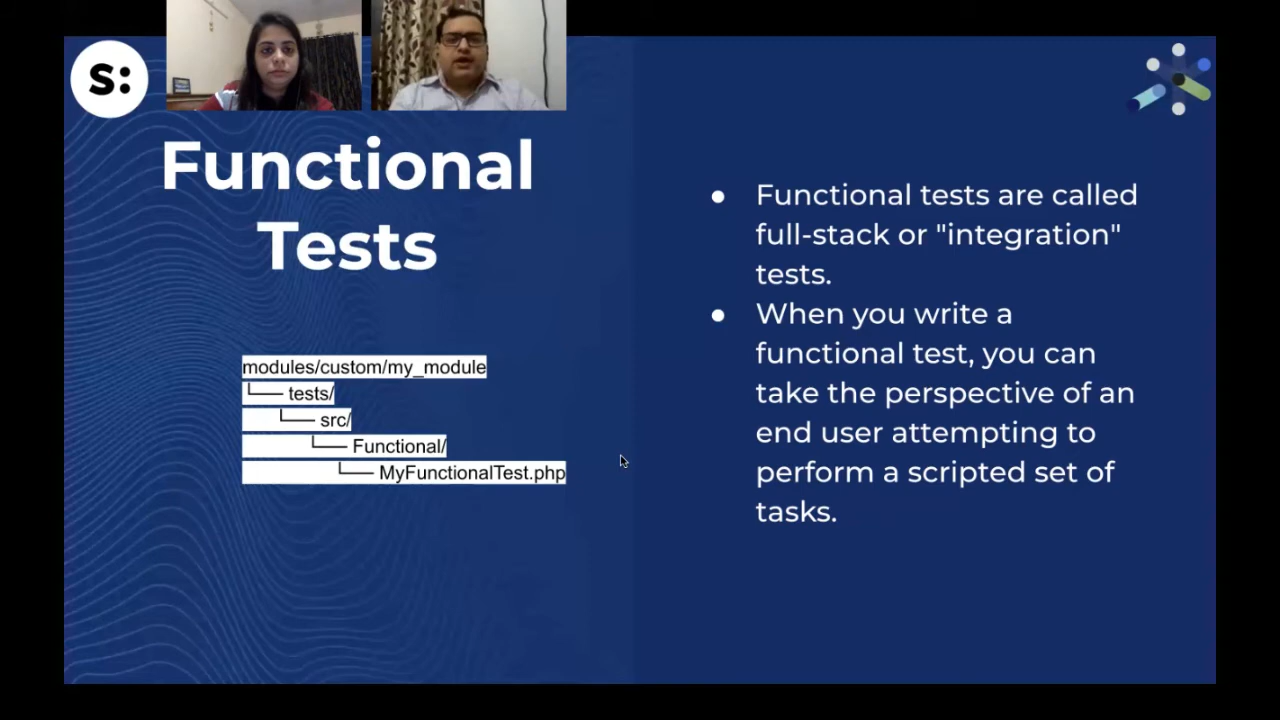 S:
Functional
Tests
modules/custom/my_module
└── tests/
└── src/
└── Functional/
└── MyFunctionalTest.php
● Functional tests are called
full-stack or "integration"
tests.
● When you write a
functional test, you can
take the perspective of an
end user attempting to
perform a scripted set of
tasks.